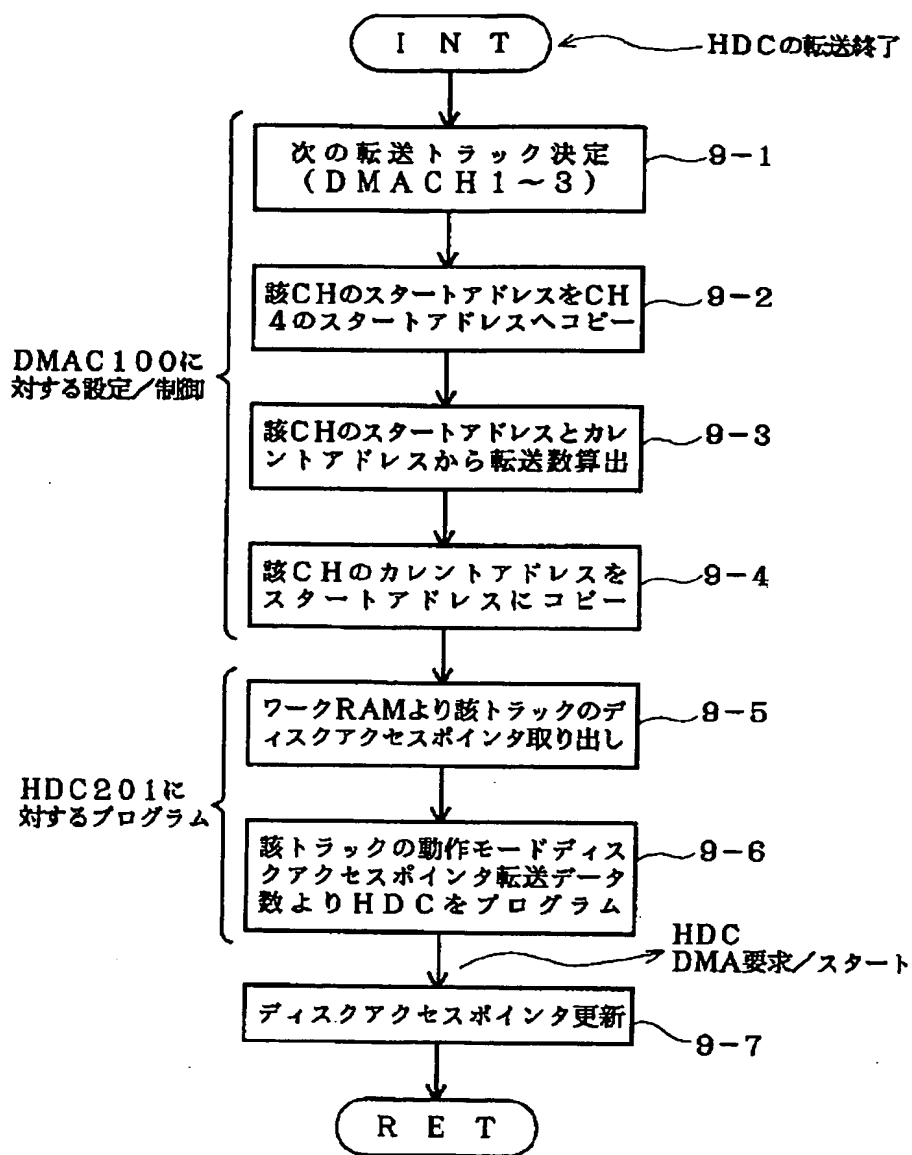 INT
HDCの転送終了
次の転送トラック決定
(DMACH1～3)
9-1
該CHのスタートアドレスをCH
4のスタートアドレスへコピー
9-2
DMAC100に
対する設定／制御
該CHのスタートアドレスとカレ
ントアドレスから転送数算出
9-3
該CHのカレントアドレスを
スタートアドレスにコピー
9-4
ワークRAMより該トラックのデ
ィスクアクセスポインタ取り出し
9-5
HDC201に
対するプログラム
該トラックの動作モードディス
クアクセスポインタ転送データ
数よりHDCをプログラム
9-6
HDC
DMA要求／スタート
ディスクアクセスポインタ更新
9-7
RET